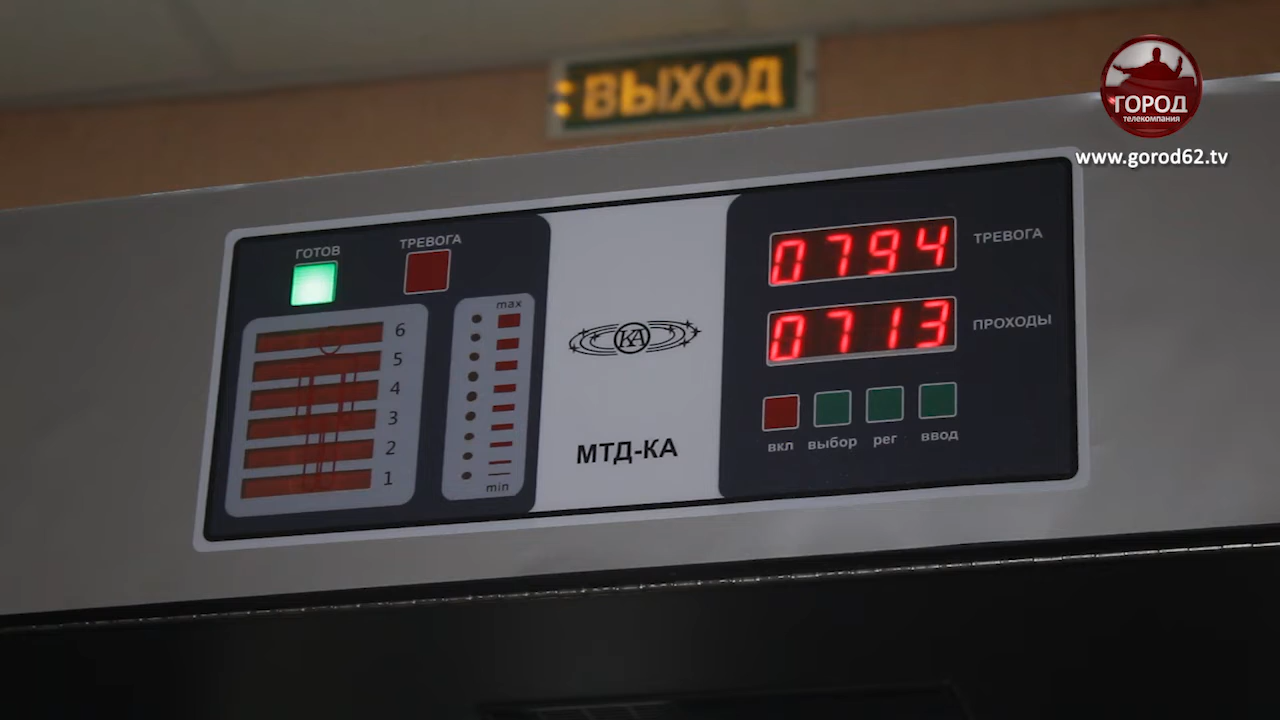 ВЫХОД
ГОРОД
телекомпания
www.gorod62.tv
ГОТОВ
ТРЕВОГА
6
5
4
3
2
1
max
min
КА
МТД-КА
0794 ТРЕВОГА
0713 ПРОХОДЫ
вкл выбор рег ввод